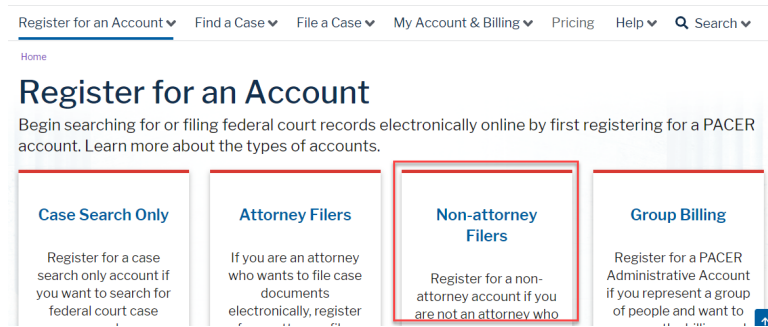 Register for an Account Find a Case File a Case My Account & Billing Pricing Help Search
Home
Register for an Account
Begin searching for or filing federal court records electronically online by first registering for a PACER
account. Learn more about the types of accounts.
Case Search Only
Register for a case
search only account if
you want to search for
federal court case
Attorney Filers
If you are an attorney
who wants to file case
documents
electronically, register
Non-attorney
Filers
Register for a non-
attorney account if you
are not an attorney who
Group Billing
Register for a PACER
Administrative Account
if you represent a group
of people and want to